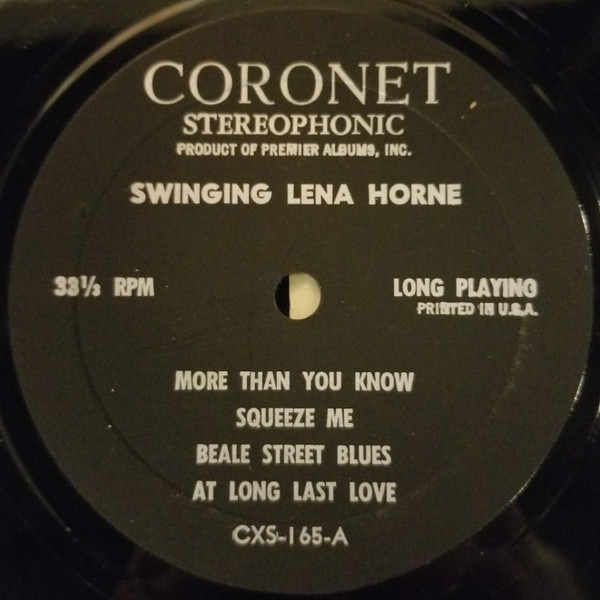 CORONET
STEREOPHONIC
PRODUCT OF PREMIER ALBUMS, INC.
SWINGING LENA HORNE
33⅓ RPM
LONG PLAYING
PRINTED IN U.S.A.
MORE THAN YOU KNOW
SQUEEZE ME
BEALE STREET BLUES
AT LONG LAST LOVE
CXS-165-A